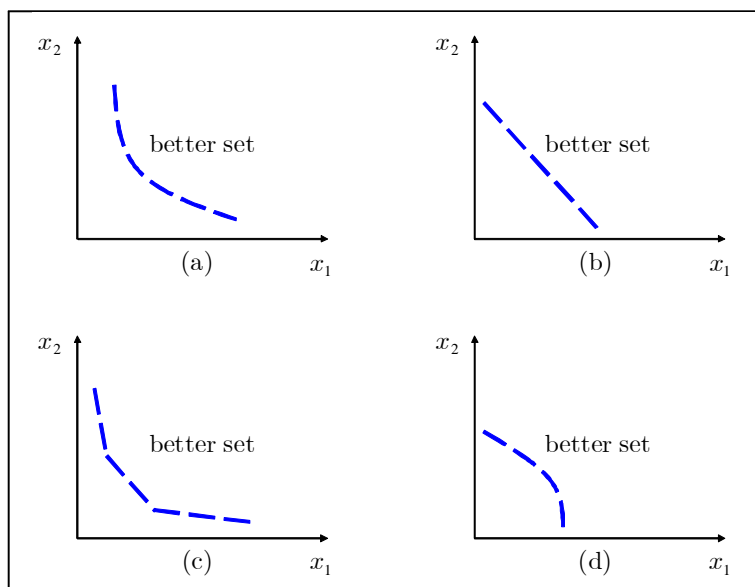 x₂
x₂
better set
better set
(a)
(b)
x₁
x₁
x₂
x₂
better set
better set
(c)
(d)
x₁
x₁